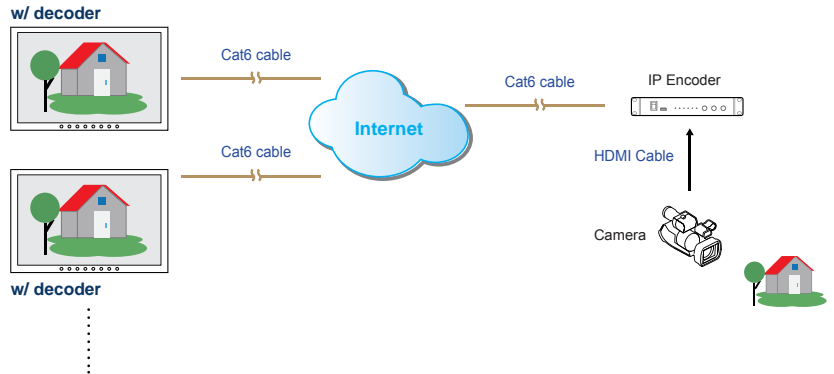 w/ decoder
Cat6 cable
Cat6 cable
IP Encoder
Internet
Cat6 cable
HDMI Cable
Camera
w/ decoder